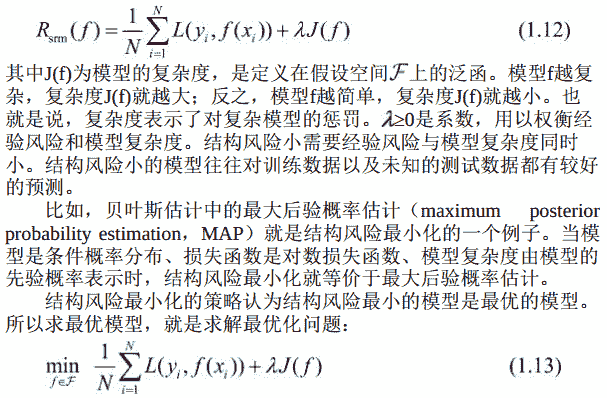 R_srm(f) = 1/N ∑_{i=1}^{N} L(y_i, f(x_i)) + λJ(f) (1.12)
其中J(f)为模型的复杂度，是定义在假设空间𝓕上的泛函。模型f越复
杂，复杂度J(f)就越大；反之，模型f越简单，复杂度J(f)就越小。也
就是说，复杂度表示了对复杂模型的惩罚。λ≥0是系数，用以权衡经
验风险和模型复杂度。结构风险小需要经验风险与模型复杂度同时
小。结构风险小的模型往往对训练数据以及未知的测试数据都有较好
的预测。
比如，贝叶斯估计中的最大后验概率估计（maximum posterior
probability estimation，MAP）就是结构风险最小化的一个例子。当模
型是条件概率分布、损失函数是对数损失函数、模型复杂度由模型的
先验概率表示时，结构风险最小化就等价于最大后验概率估计。
结构风险最小化的策略认为结构风险最小的模型是最优的模型。
所以求最优模型，就是求解最优化问题：
min_{f∈𝓕} 1/N ∑_{i=1}^{N} L(y_i, f(x_i)) + λJ(f) (1.13)